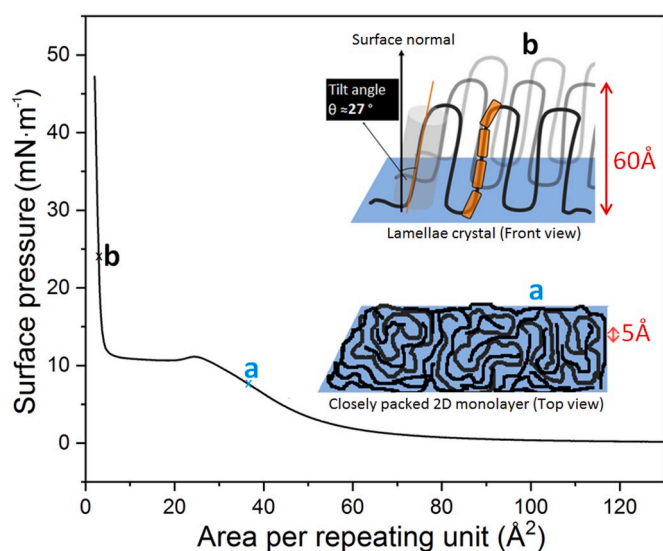 50
40
30
20
10
0
Surface pressure (mN·m⁻¹)
0 20 40 60 80 100 120
Area per repeating unit (Å²)
b
a
Surface normal
b
Tilt angle
θ ≈27 °
60Å
Lamellae crystal (Front view)
a
5Å
Closely packed 2D monolayer (Top view)